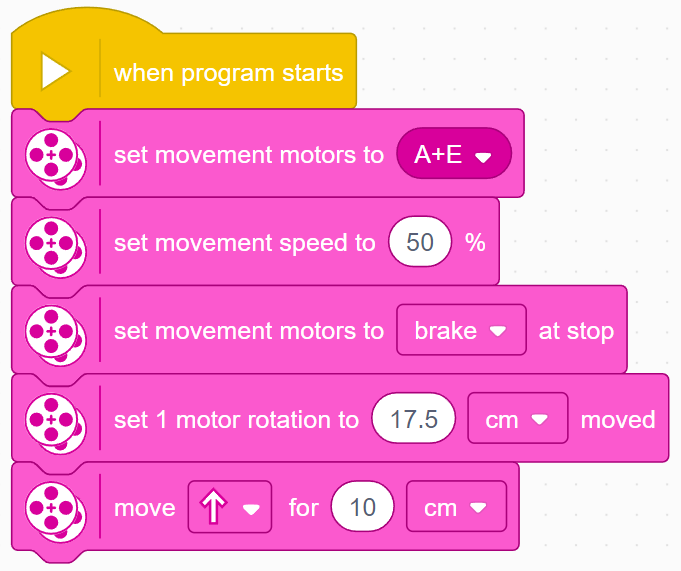 when program starts
set movement motors to A+E
set movement speed to 50 %
set movement motors to brake at stop
set 1 motor rotation to 17.5 cm moved
move for 10 cm